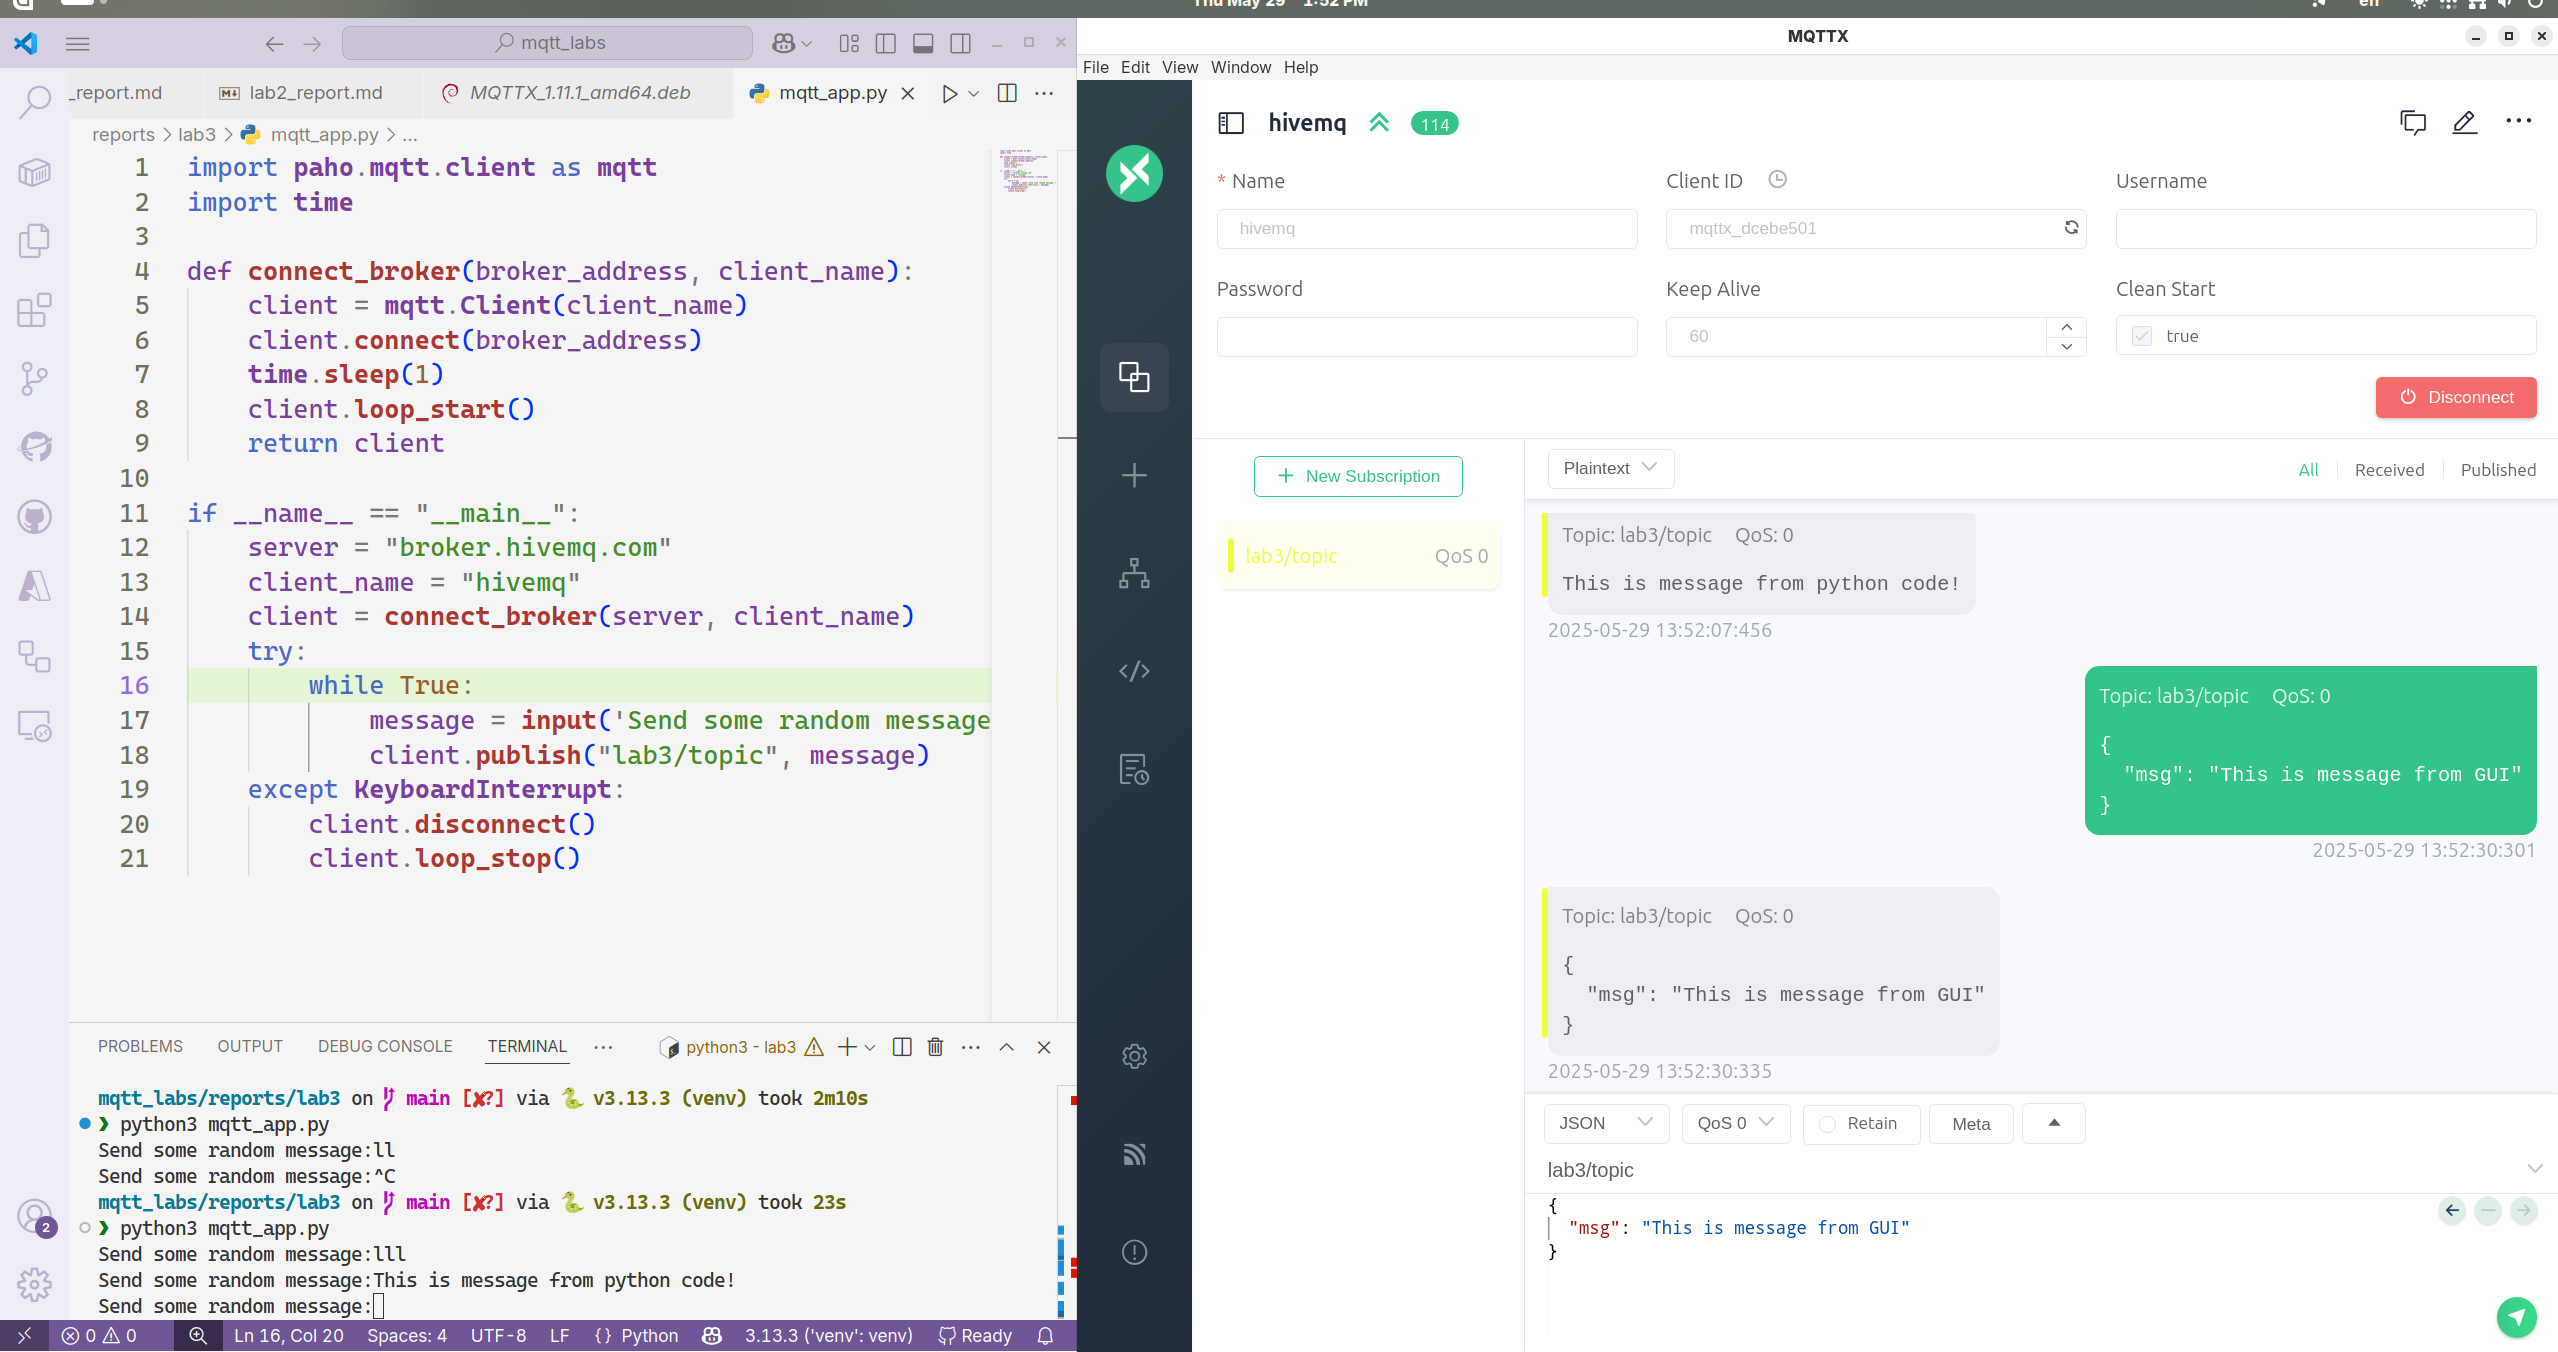 Thu May 29 1:52 PM
en
mqtt_labs
_report.md
lab2_report.md
MQTTX_1.11.1_amd64.deb
mqtt_app.py
reports > lab3 > mqtt_app.py > ...
1 import paho.mqtt.client as mqtt
2 import time
3
4 def connect_broker(broker_address, client_name):
5 client = mqtt.Client(client_name)
6 client.connect(broker_address)
7 time.sleep(1)
8 client.loop_start()
9 return client
10
11 if __name__ == "__main__":
12 server = "broker.hivemq.com"
13 client_name = "hivemq"
14 client = connect_broker(server, client_name)
15 try:
16 while True:
17 message = input('Send some random message
18 client.publish("lab3/topic", message)
19 except KeyboardInterrupt:
20 client.disconnect()
21 client.loop_stop()
PROBLEMS OUTPUT DEBUG CONSOLE TERMINAL ... python3 - lab3
mqtt_labs/reports/lab3 on main [✘?] via v3.13.3 (venv) took 2m10s
❯ python3 mqtt_app.py
Send some random message:ll
Send some random message:^C
mqtt_labs/reports/lab3 on main [✘?] via v3.13.3 (venv) took 23s
❯ python3 mqtt_app.py
Send some random message:lll
Send some random message:This is message from python code!
Send some random message:
2
0 0 Ln 16, Col 20 Spaces: 4 UTF-8 LF {} Python 3.13.3 ('venv': venv) Ready
MQTTX
File Edit View Window Help
hivemq 114
* Name
hivemq
Client ID
mqttx_dcebe501
Username
Password
Keep Alive
60
Clean Start
true
Disconnect
New Subscription
lab3/topic QoS 0
Plaintext
All Received Published
Topic: lab3/topic QoS: 0
This is message from python code!
2025-05-29 13:52:07:456
Topic: lab3/topic QoS: 0
{
"msg": "This is message from GUI"
}
2025-05-29 13:52:30:301
Topic: lab3/topic QoS: 0
{
"msg": "This is message from GUI"
}
2025-05-29 13:52:30:335
JSON QoS 0 Retain Meta
lab3/topic
{
"msg": "This is message from GUI"
}